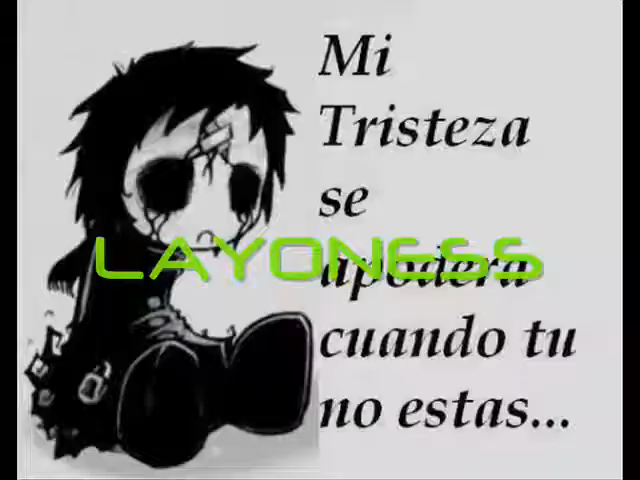 Mi
Tristeza
se
LAYONESS
apodera
cuando tu
no estas...